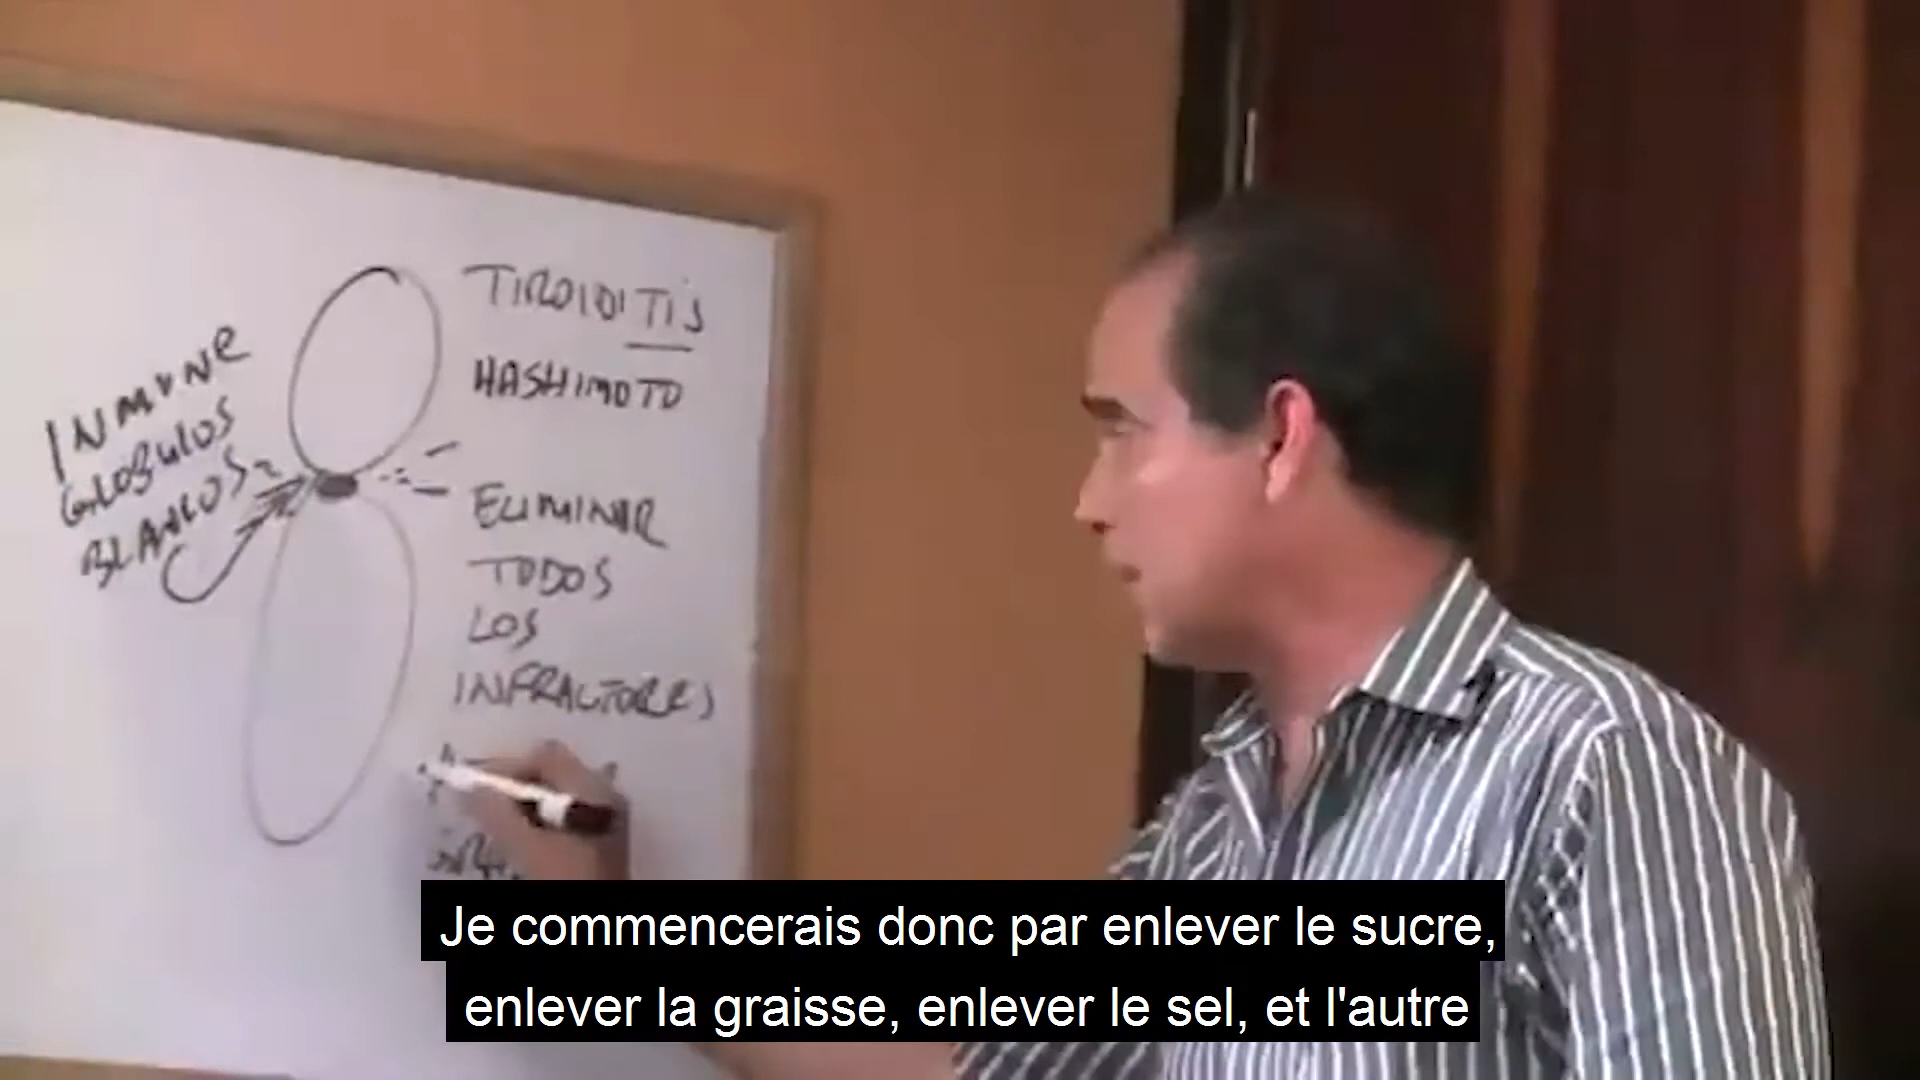 TIROIDITIS
HASHIMOTO
INMUNE
GLOBULOS
BLANCOS
ELIMINAR
TODOS
LOS
INFRACTORES
Je commencerais donc par enlever le sucre,
enlever la graisse, enlever le sel, et l'autre